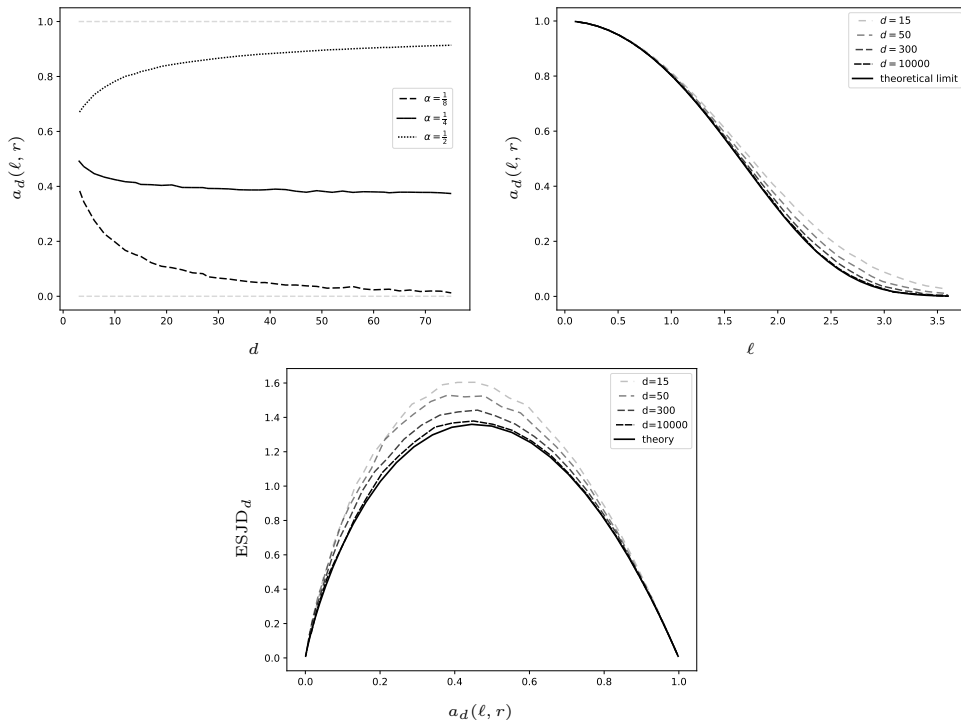 1.0
0.8
0.6
0.4
0.2
0.0
a_d(ℓ, r)
α = 1/8
α = 1/4
α = 1/2
0 10 20 30 40 50 60 70
d
1.0
0.8
0.6
0.4
0.2
0.0
a_d(ℓ, r)
d = 15
d = 50
d = 300
d = 10000
theoretical limit
0.0 0.5 1.0 1.5 2.0 2.5 3.0 3.5
ℓ
1.6
1.4
1.2
1.0
0.8
0.6
0.4
0.2
0.0
ESJD_d
d=15
d=50
d=300
d=10000
theory
0.0 0.2 0.4 0.6 0.8 1.0
a_d(ℓ, r)